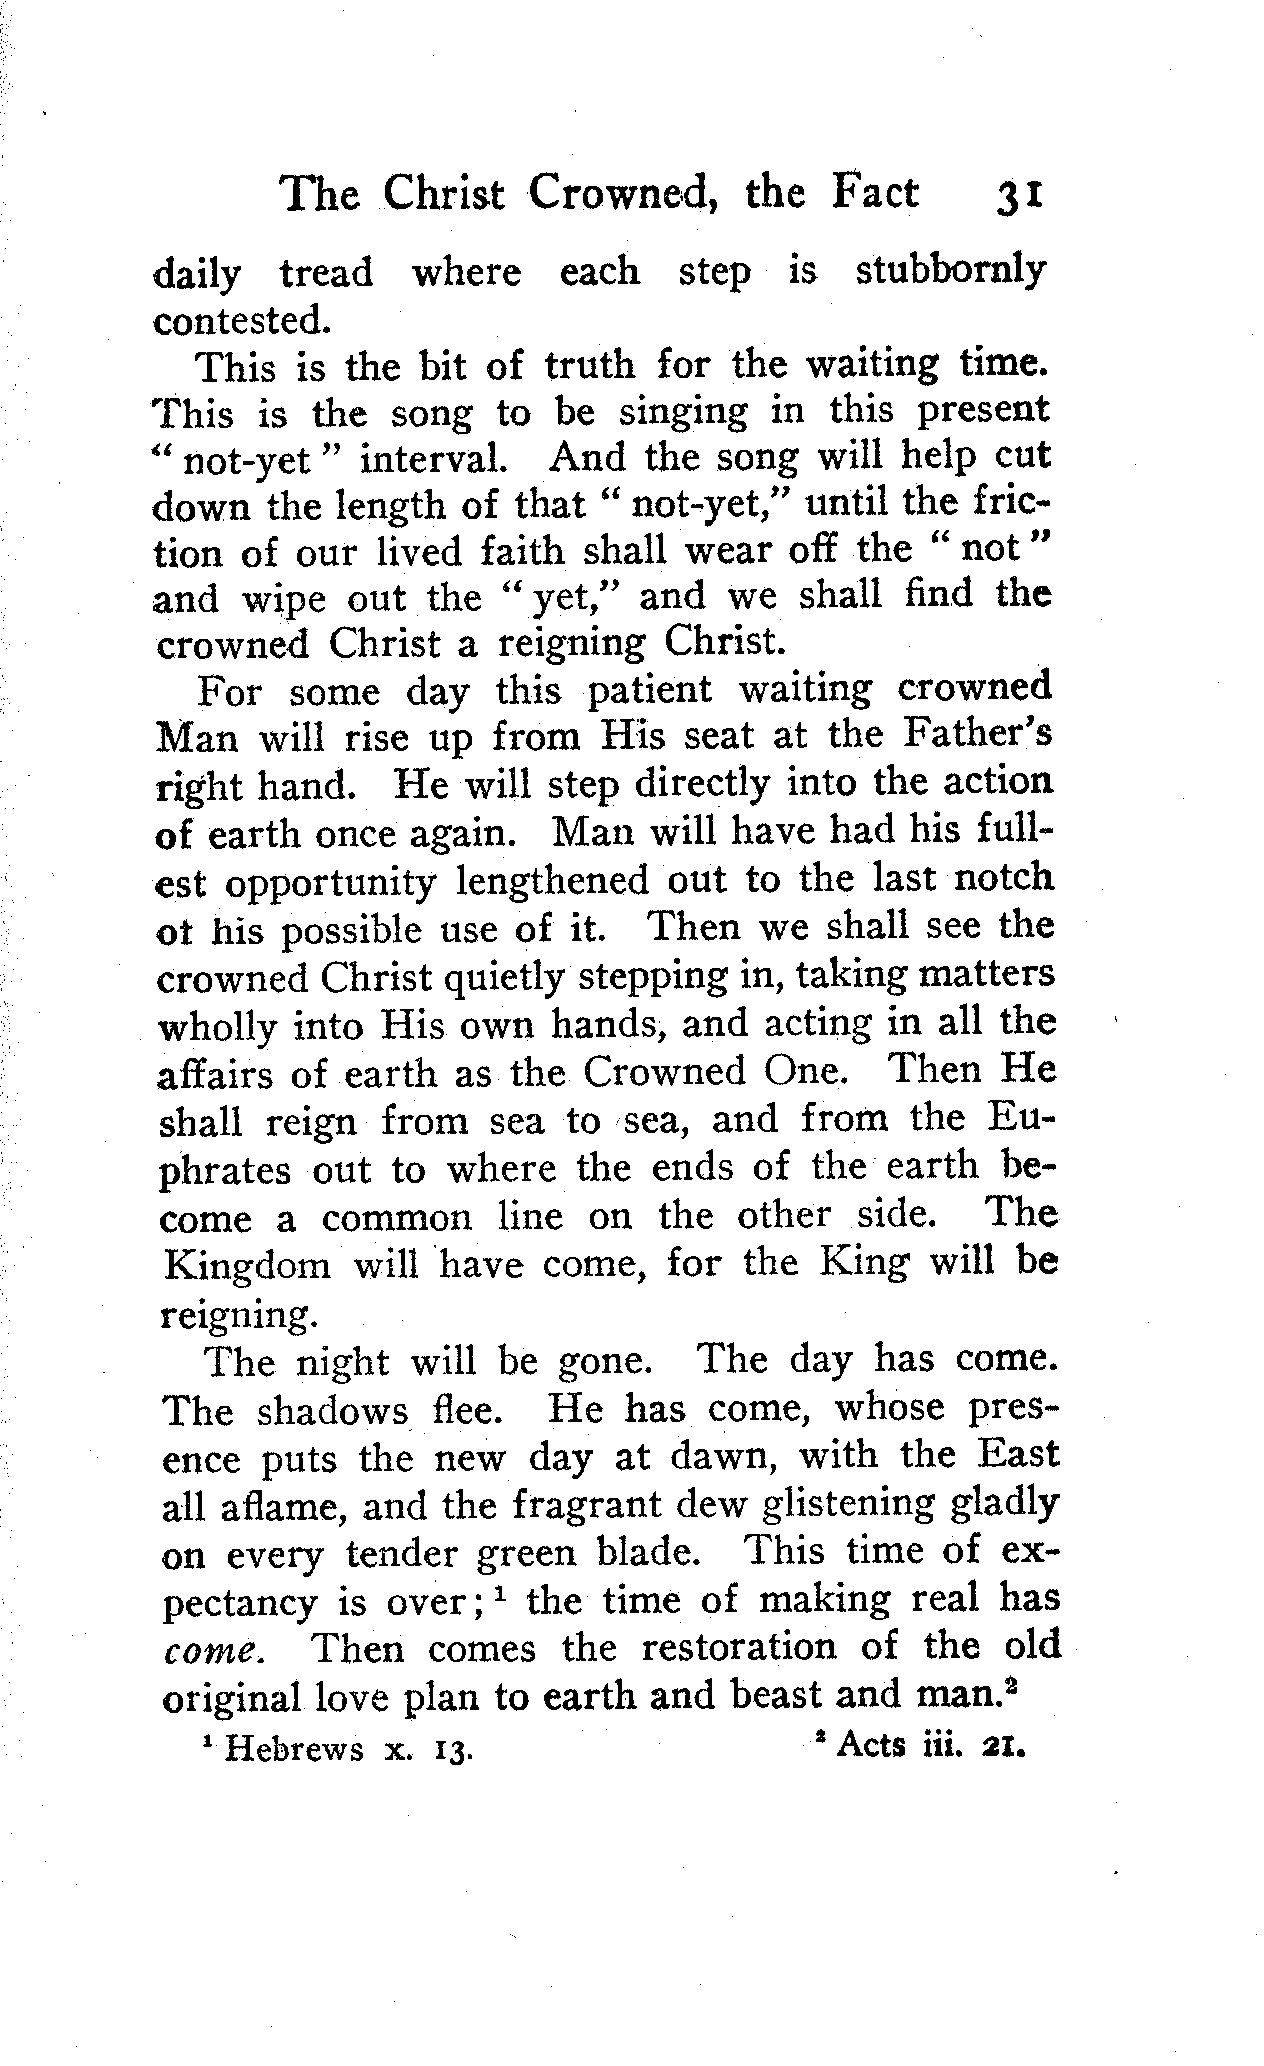 The Christ Crowned, the Fact 31
daily tread where each step is stubbornly
contested.
This is the bit of truth for the waiting time.
This is the song to be singing in this present
" not-yet " interval. And the song will help cut
down the length of that " not-yet," until the fric-
tion of our lived faith shall wear off the " not "
and wipe out the " yet," and we shall find the
crowned Christ a reigning Christ.
For some day this patient waiting crowned
Man will rise up from His seat at the Father's
right hand. He will step directly into the action
of earth once again. Man will have had his full-
est opportunity lengthened out to the last notch
ot his possible use of it. Then we shall see the
crowned Christ quietly stepping in, taking matters
wholly into His own hands, and acting in all the
affairs of earth as the Crowned One. Then He
shall reign from sea to sea, and from the Eu-
phrates out to where the ends of the earth be-
come a common line on the other side. The
Kingdom will have come, for the King will be
reigning.
The night will be gone. The day has come.
The shadows flee. He has come, whose pres-
ence puts the new day at dawn, with the East
all aflame, and the fragrant dew glistening gladly
on every tender green blade. This time of ex-
pectancy is over; ¹ the time of making real has
come. Then comes the restoration of the old
original love plan to earth and beast and man.²
¹ Hebrews x. 13. ² Acts iii. 21.